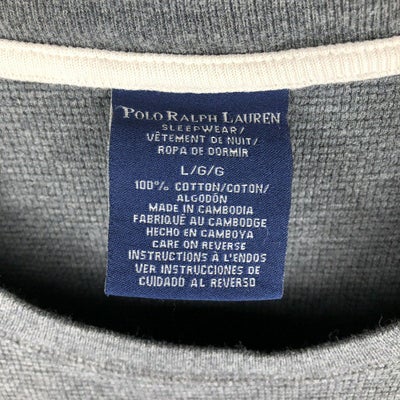 POLO RALPH LAUREN
SLEEPWEAR/
VÊTEMENT DE NUIT/
ROPA DE DORMIR
L/G/G
100% COTTON/COTON/
ALGODÓN
MADE IN CAMBODIA
FABRIQUÉ AU CAMBODGE
HECHO EN CAMBOYA
CARE ON REVERSE
INSTRUCTIONS À L'ENDOS
VER INSTRUCCIONES DE
CUIDADO AL REVERSO